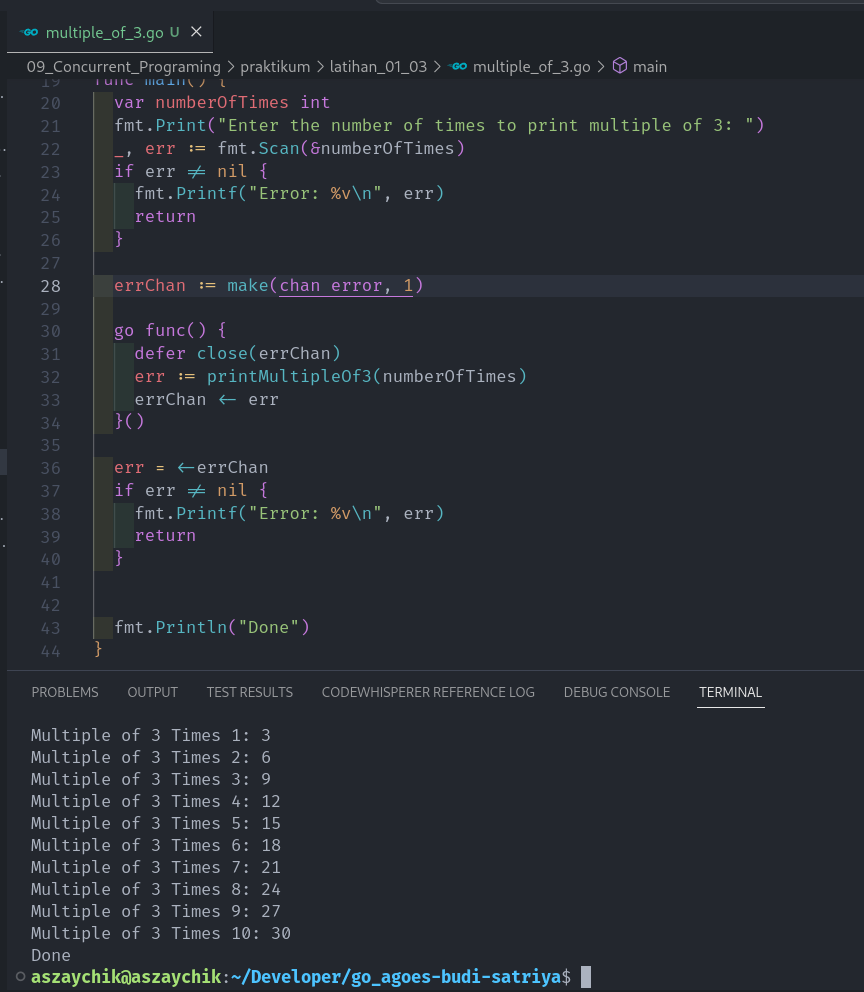 multiple_of_3.go U ×
09_Concurrent_Programing > praktikum > latihan_01_03 > multiple_of_3.go > main
19 func main() {
20 var numberOfTimes int
21 fmt.Print("Enter the number of times to print multiple of 3: ")
22 _, err := fmt.Scan(&numberOfTimes)
23 if err != nil {
24 fmt.Printf("Error: %v\n", err)
25 return
26 }
27
28 errChan := make(chan error, 1)
29
30 go func() {
31 defer close(errChan)
32 err := printMultipleOf3(numberOfTimes)
33 errChan <- err
34 }()
35
36 err = <-errChan
37 if err != nil {
38 fmt.Printf("Error: %v\n", err)
39 return
40 }
41
42
43 fmt.Println("Done")
44 }
PROBLEMS OUTPUT TEST RESULTS CODEWHISPERER REFERENCE LOG DEBUG CONSOLE TERMINAL
Multiple of 3 Times 1: 3
Multiple of 3 Times 2: 6
Multiple of 3 Times 3: 9
Multiple of 3 Times 4: 12
Multiple of 3 Times 5: 15
Multiple of 3 Times 6: 18
Multiple of 3 Times 7: 21
Multiple of 3 Times 8: 24
Multiple of 3 Times 9: 27
Multiple of 3 Times 10: 30
Done
aszaychik@aszaychik:~/Developer/go_agoes-budi-satriya$